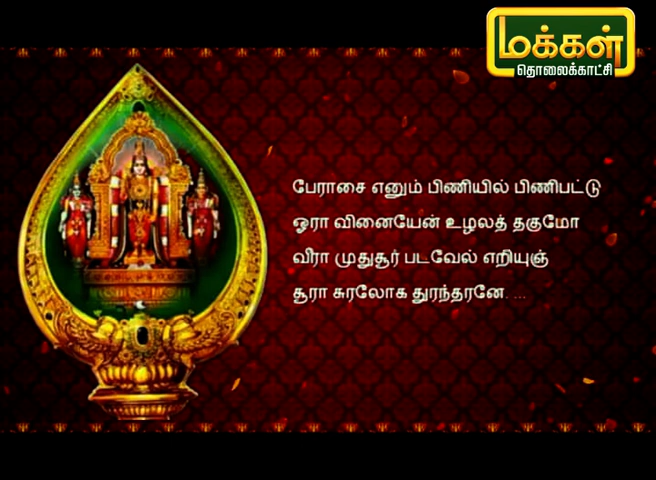 மக்கள்
தொலைக்காட்சி
பேராசை எனும் பிணியில் பிணிபட்டு
ஓரா வினையேன் உழலத் தகுமோ
வீரா முதுசூர் படவேல் எறியுஞ்
சூரா சுரலோக துரந்தரனே. ...